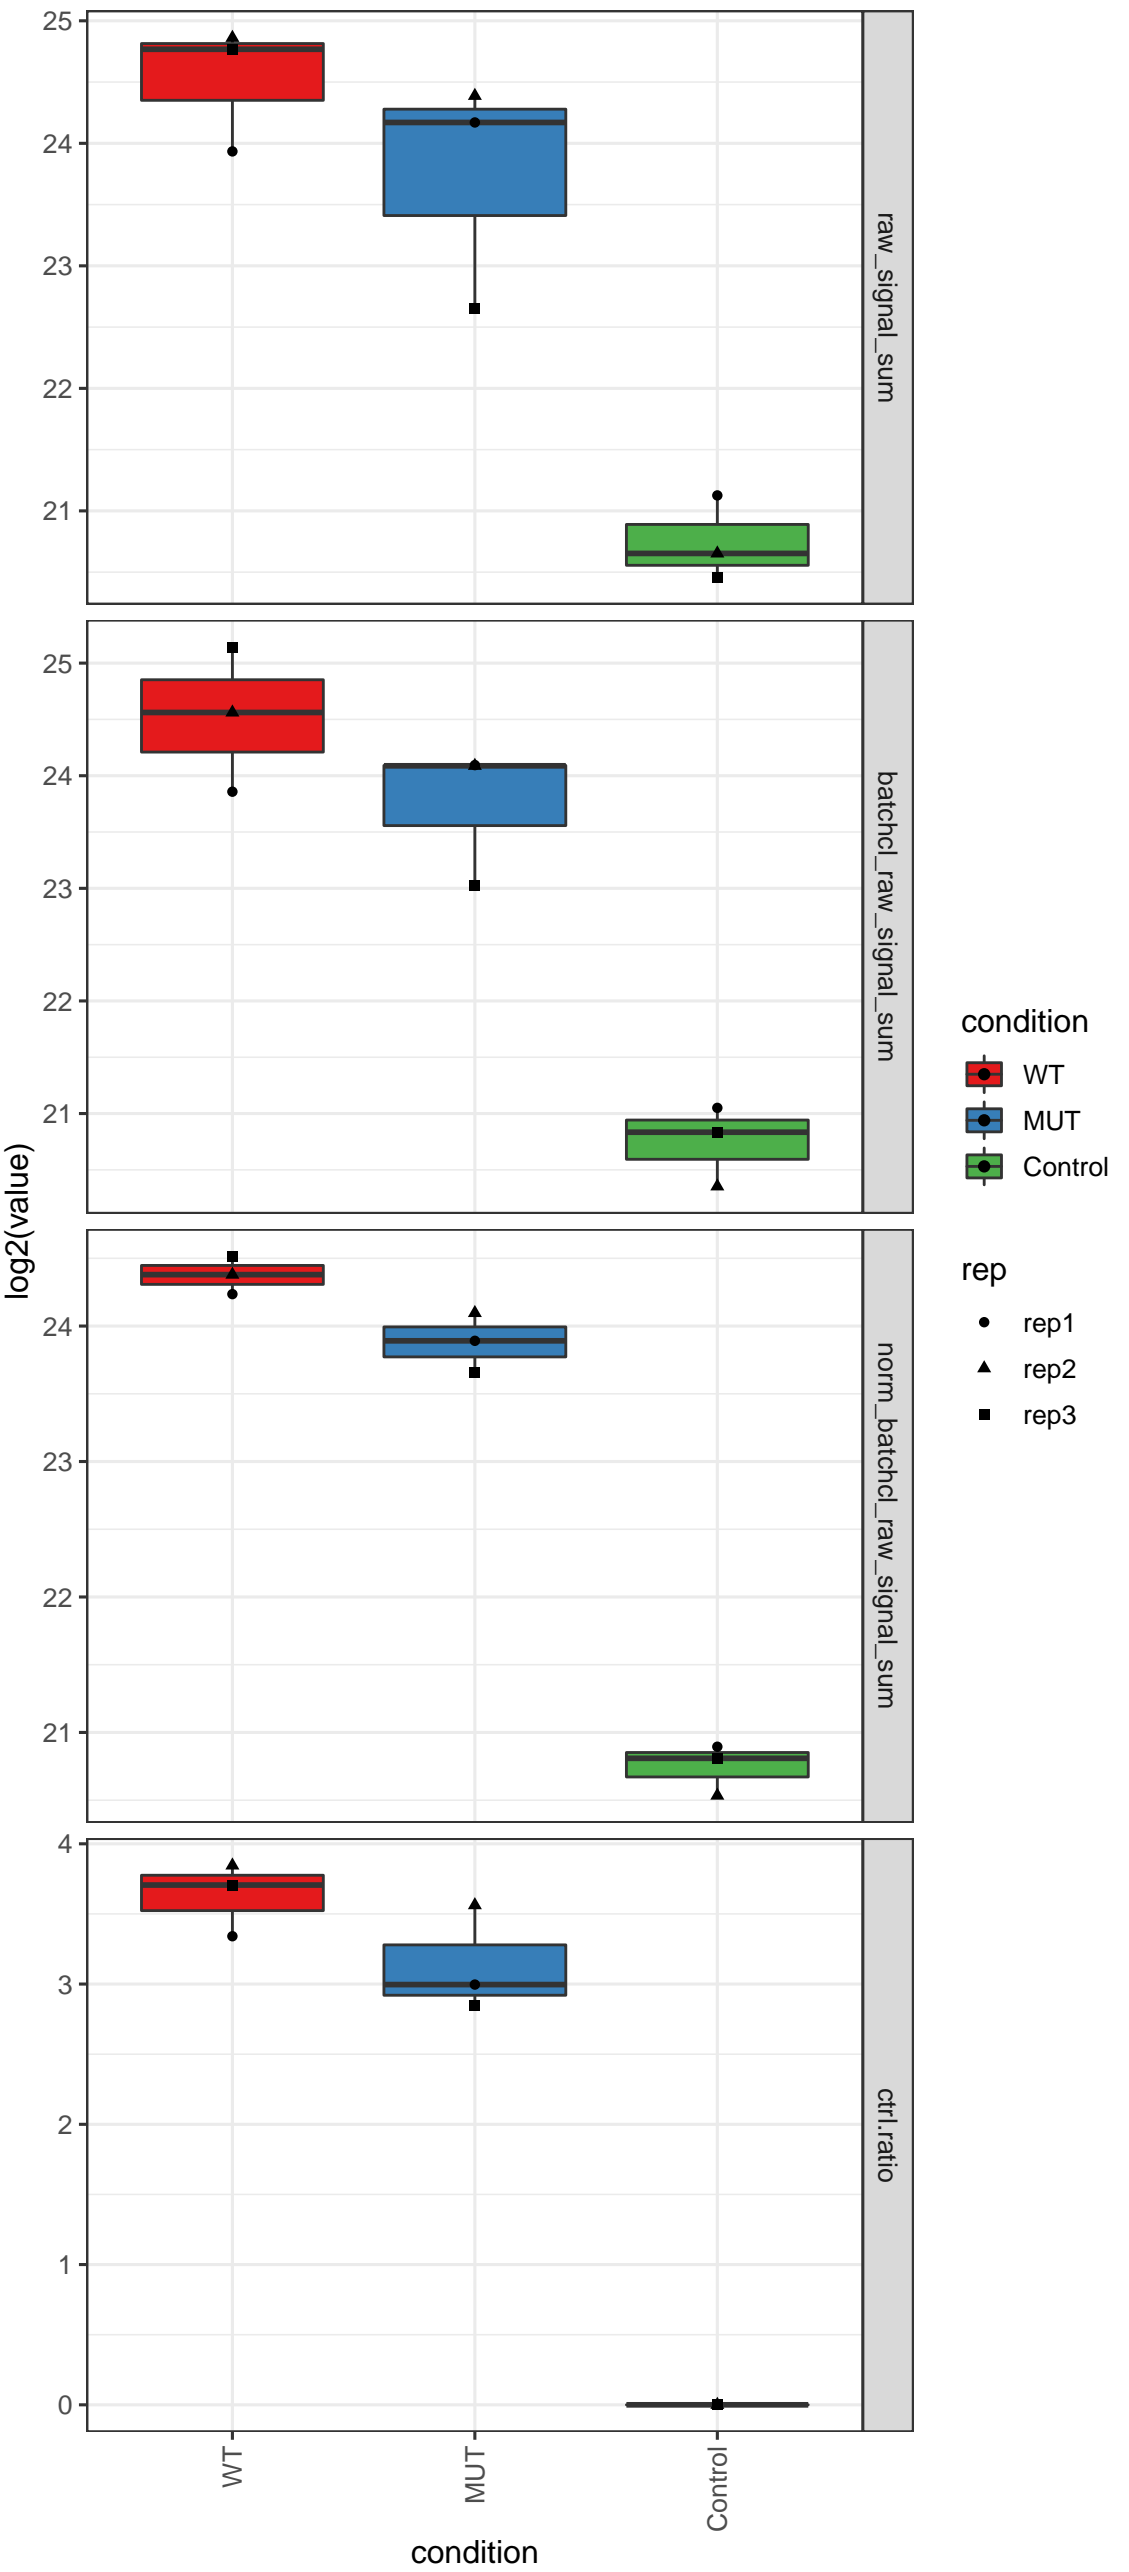 25
24
23
22
21
raw_signal_sum
25
24
23
22
21
batchcl_raw_signal_sum
24
23
22
21
norm_batchcl_raw_signal_sum
4
3
2
1
0
ctrl.ratio
log2(value)
WT
MUT
Control
condition
condition
WT
MUT
Control
rep
rep1
rep2
rep3